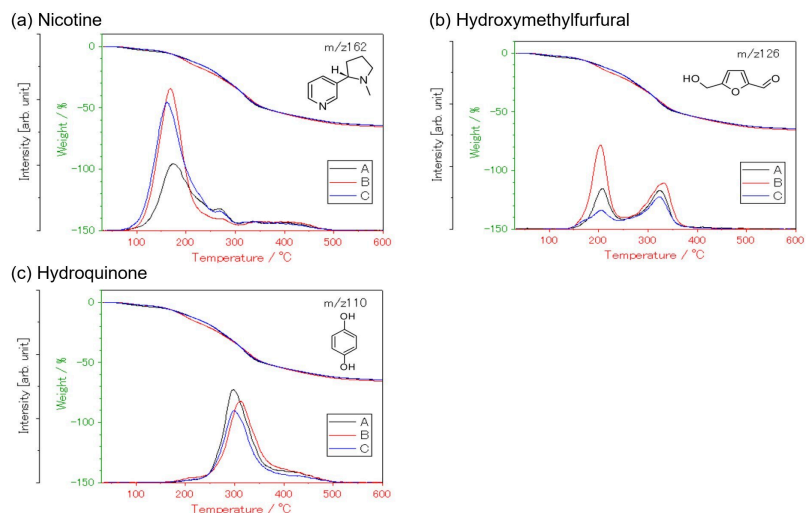 (a) Nicotine
Intensity [arb. unit]
Weight / %
0
-50
-100
-150
m/z162
H
N
N
A
B
C
100
200
300
400
500
600
Temperature / °C
(b) Hydroxymethylfurfural
Intensity [arb. unit]
Weight / %
0
-50
-100
-150
m/z126
HO
O
O
A
B
C
100
200
300
400
500
600
Temperature / °C
(c) Hydroquinone
Intensity [arb. unit]
Weight / %
0
-50
-100
-150
m/z110
OH
OH
A
B
C
100
200
300
400
500
600
Temperature / °C